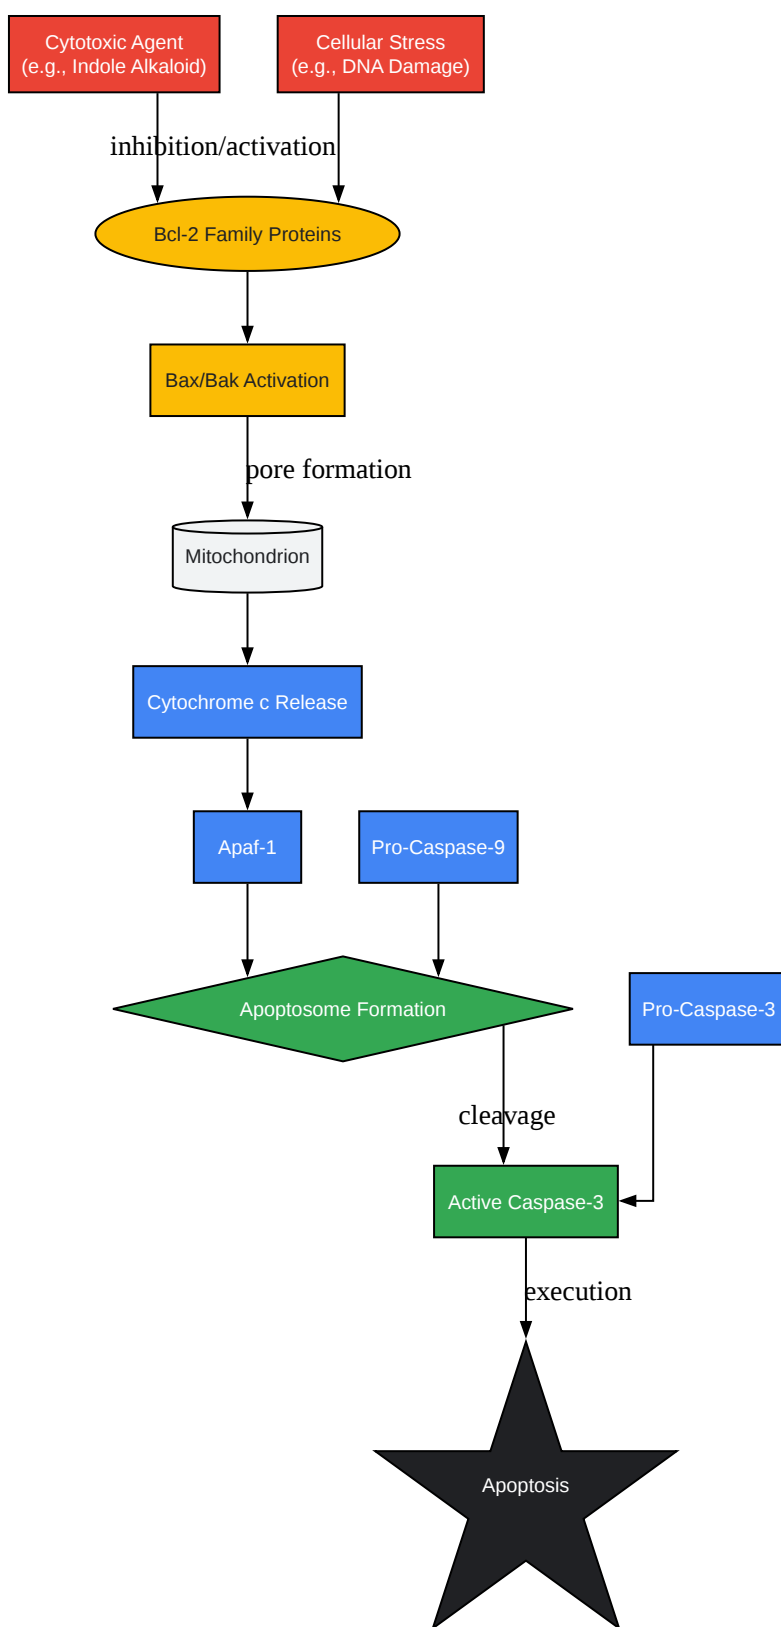 Cytotoxic Agent
(e.g., Indole Alkaloid)
Cellular Stress
(e.g., DNA Damage)
inhibition/activation
Bcl-2 Family Proteins
Bax/Bak Activation
pore formation
Mitochondrion
Cytochrome c Release
Apaf-1
Pro-Caspase-9
Apoptosome Formation
Pro-Caspase-3
cleavage
Active Caspase-3
execution
Apoptosis